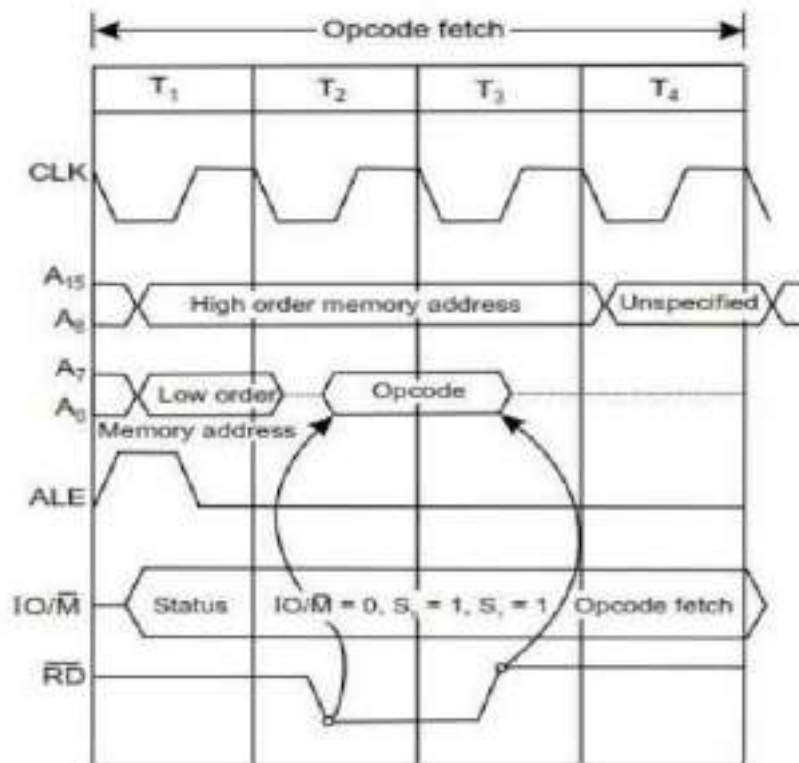 Opcode fetch
T₁ T₂ T₃ T₄
CLK
A₁₅
High order memory address Unspecified
A₈
A₇
Low order Opcode
A₀
Memory address
ALE
IO/M̅ Status IO/M̅ = 0, S = 1, S = 1 Opcode fetch
R̅D̅